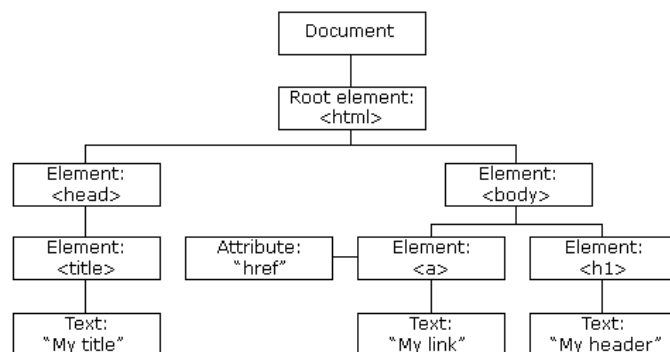 Document
Root element:
<html>
Element:
<head>
Element:
<body>
Element:
<title>
Attribute:
“href”
Element:
<a>
Element:
<h1>
Text:
“My title”
Text:
“My link”
Text:
“My header”